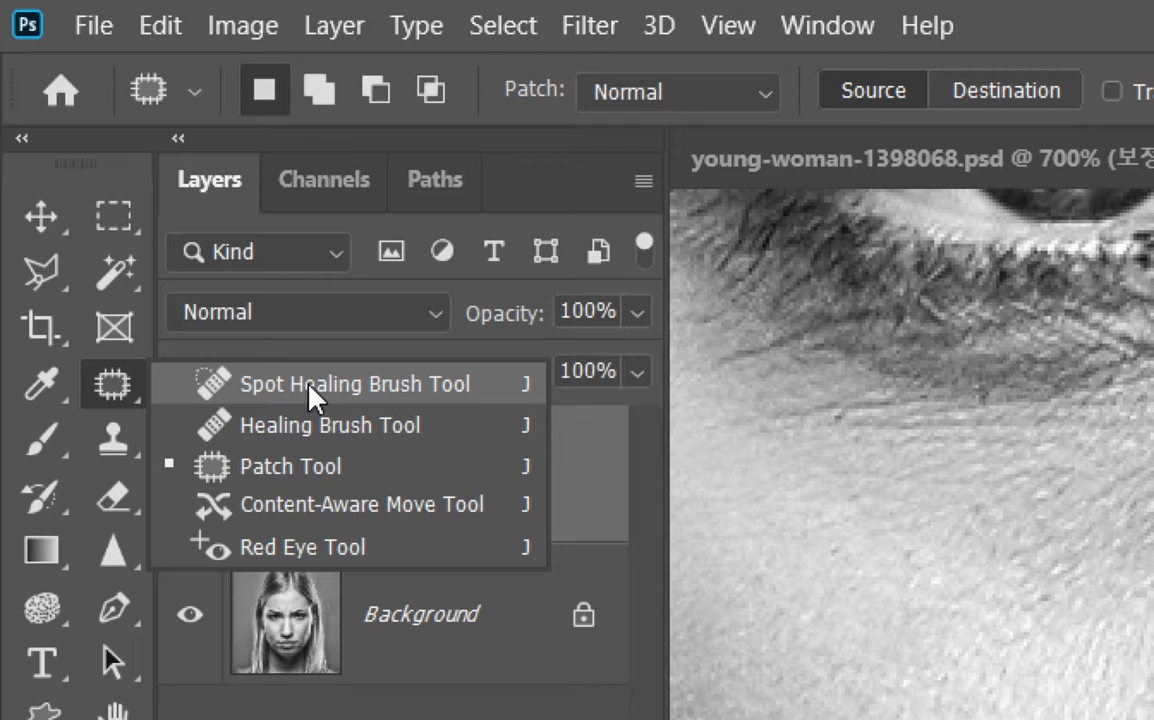 Ps File Edit Image Layer Type Select Filter 3D View Window Help
Patch: Normal Source Destination Tr
Layers Channels Paths
young-woman-1398068.psd @ 700% (보정
Kind
Normal Opacity: 100%
100%
Spot Healing Brush Tool J
Healing Brush Tool J
Patch Tool J
Content-Aware Move Tool J
Red Eye Tool J
Background